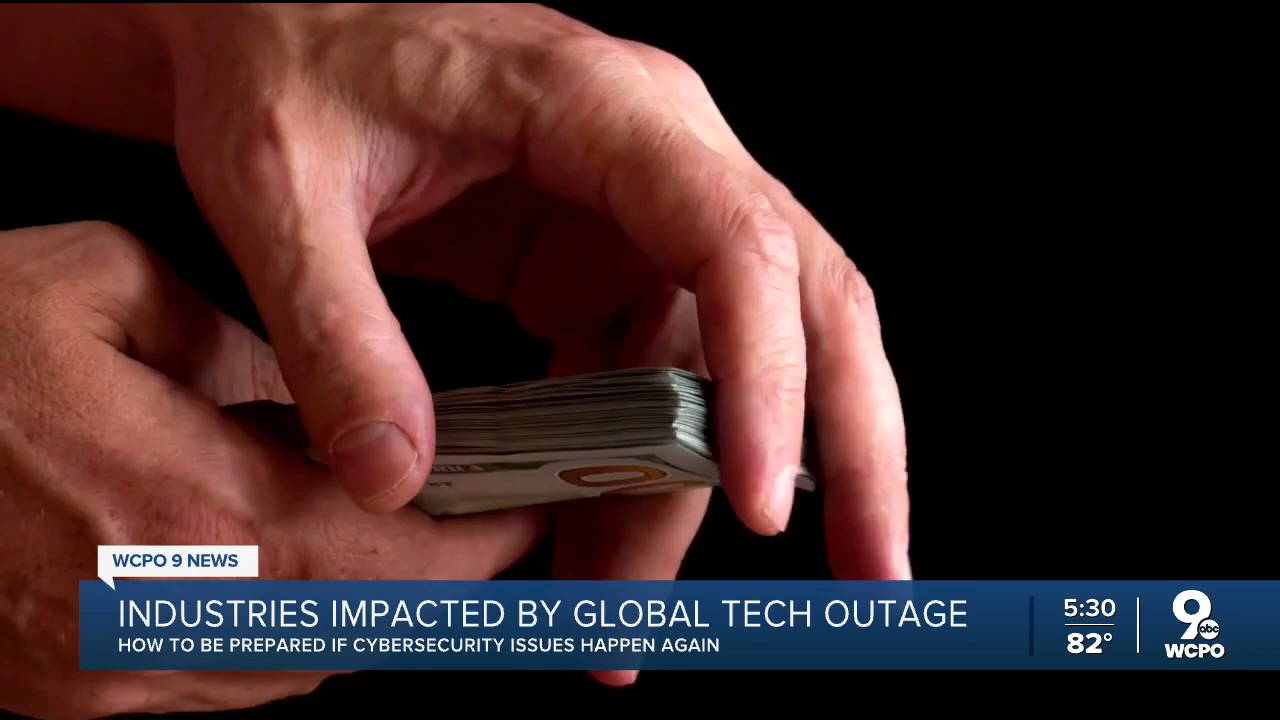 WCPO 9 NEWS
INDUSTRIES IMPACTED BY GLOBAL TECH OUTAGE
HOW TO BE PREPARED IF CYBERSECURITY ISSUES HAPPEN AGAIN
5:30
82°
9
abc
WCPO